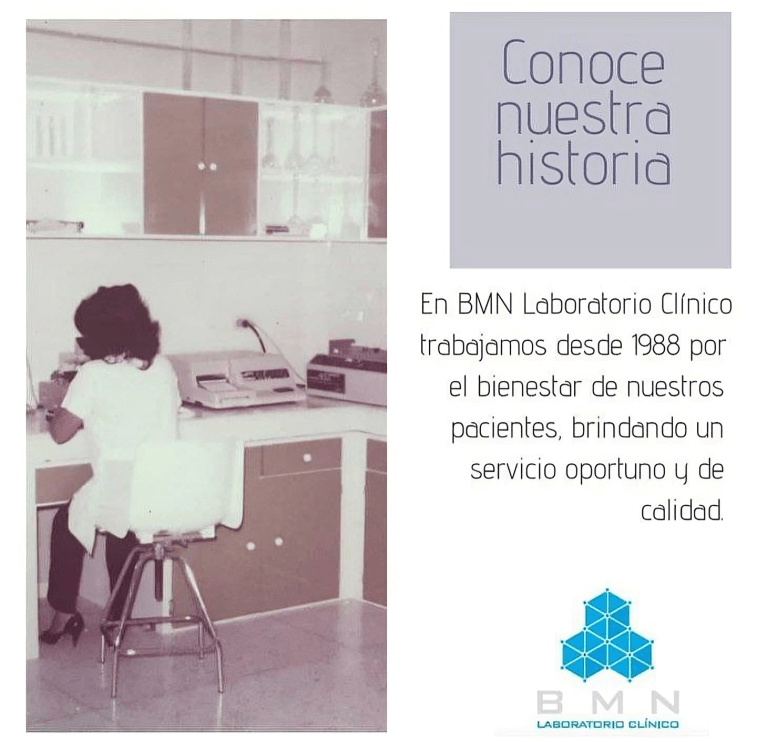 Conoce
nuestra
historia
En BMN Laboratorio Clínico
trabajamos desde 1988 por
el bienestar de nuestros
pacientes, brindando un
servicio oportuno y de
calidad.
BMN
LABORATORIO CLÍNICO